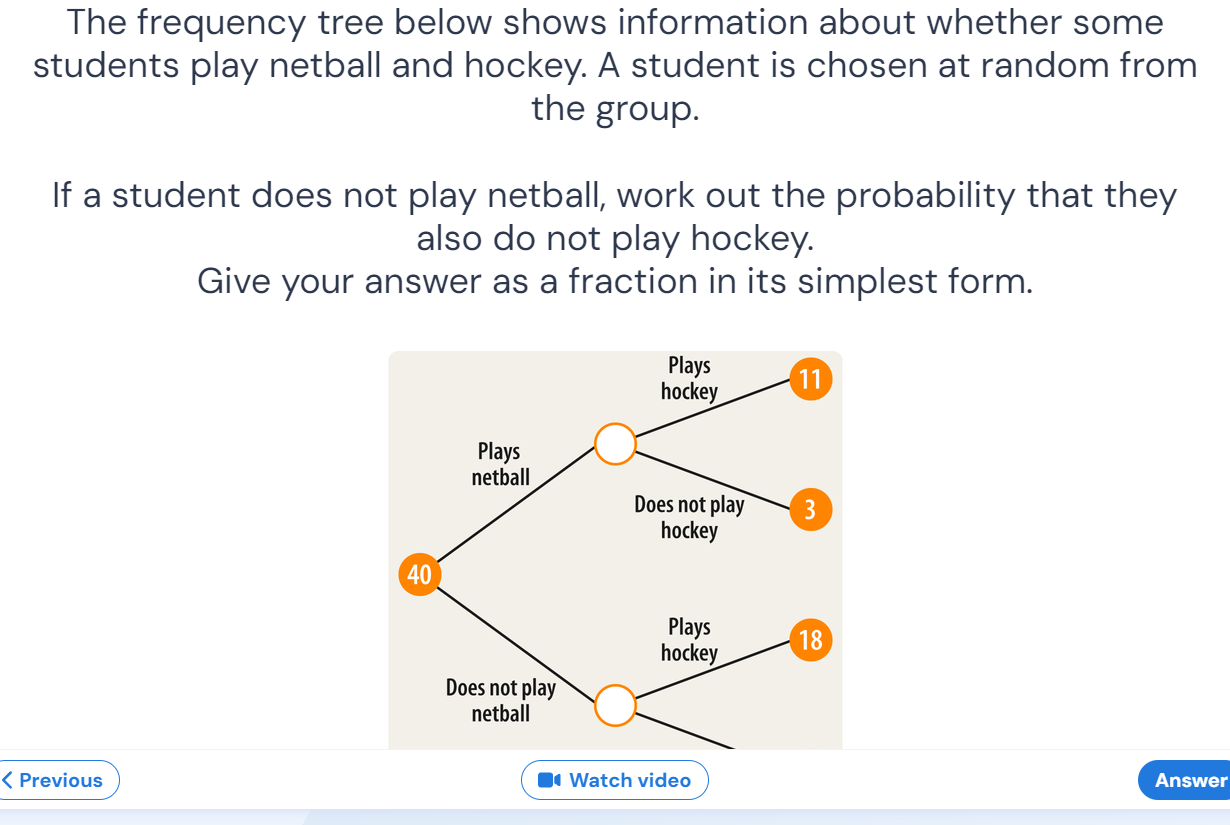 The frequency tree below shows information about whether some
students play netball and hockey. A student is chosen at random from
the group.
If a student does not play netball, work out the probability that they
also do not play hockey.
Give your answer as a fraction in its simplest form.
Plays
hockey
11
Plays
netball
Does not play
hockey
3
40
Plays
hockey
18
Does not play
netball
Previous
Watch video
Answer